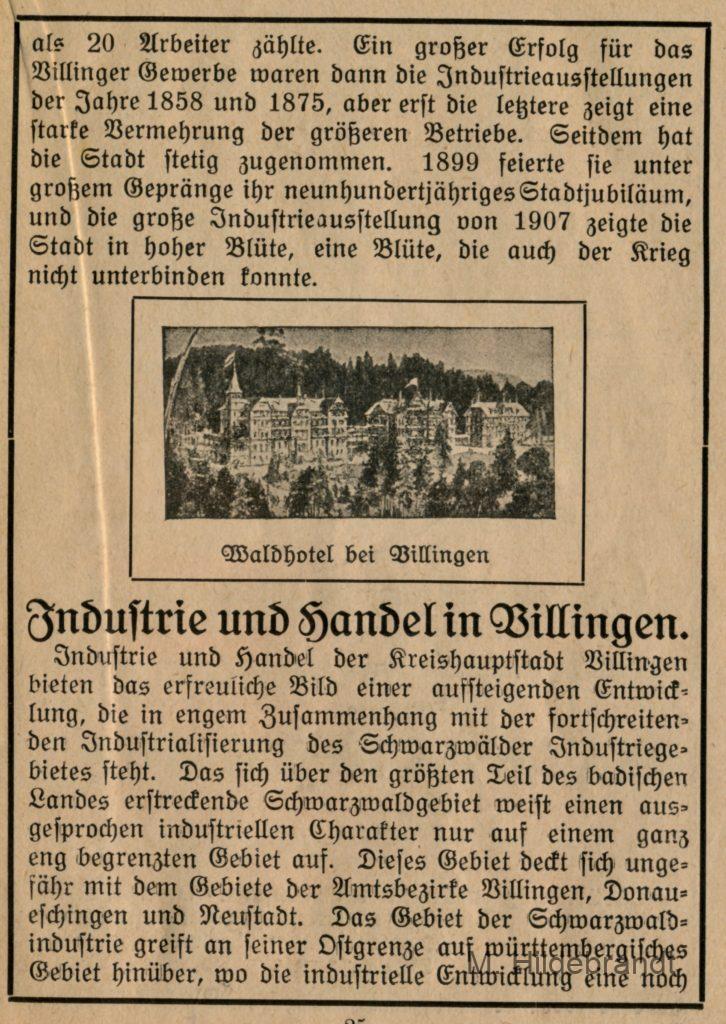 als 20 Arbeiter zählte. Ein großer Erfolg für das
Villinger Gewerbe waren dann die Industrieausstellungen
der Jahre 1858 und 1875, aber erst die letztere zeigt eine
starke Vermehrung der größeren Betriebe. Seitdem hat
die Stadt stetig zugenommen. 1899 feierte sie unter
großem Gepränge ihr neunhundertjähriges Stadtjubiläum,
und die große Industrieausstellung von 1907 zeigte die
Stadt in hoher Blüte, eine Blüte, die auch der Krieg
nicht unterbinden konnte.
Waldhotel bei Villingen
Industrie und Handel in Villingen.
Industrie und Handel der Kreishauptstadt Villingen
bieten das erfreuliche Bild einer aufsteigenden Entwick-
lung, die in engem Zusammenhang mit der fortschreiten-
den Industrialisierung des Schwarzwälder Industriege-
bietes steht. Das sich über den größten Teil des badischen
Landes erstreckende Schwarzwaldgebiet weist einen aus-
gesprochen industriellen Charakter nur auf einem ganz
eng begrenzten Gebiet auf. Dieses Gebiet deckt sich unge-
fähr mit dem Gebiete der Amtsbezirke Villingen, Donau-
eschingen und Neustadt. Das Gebiet der Schwarzwald-
industrie greift an seiner Ostgrenze auf württembergisches
Gebiet hinüber, wo die industrielle Entwicklung eine noch
M. Hildebrandt